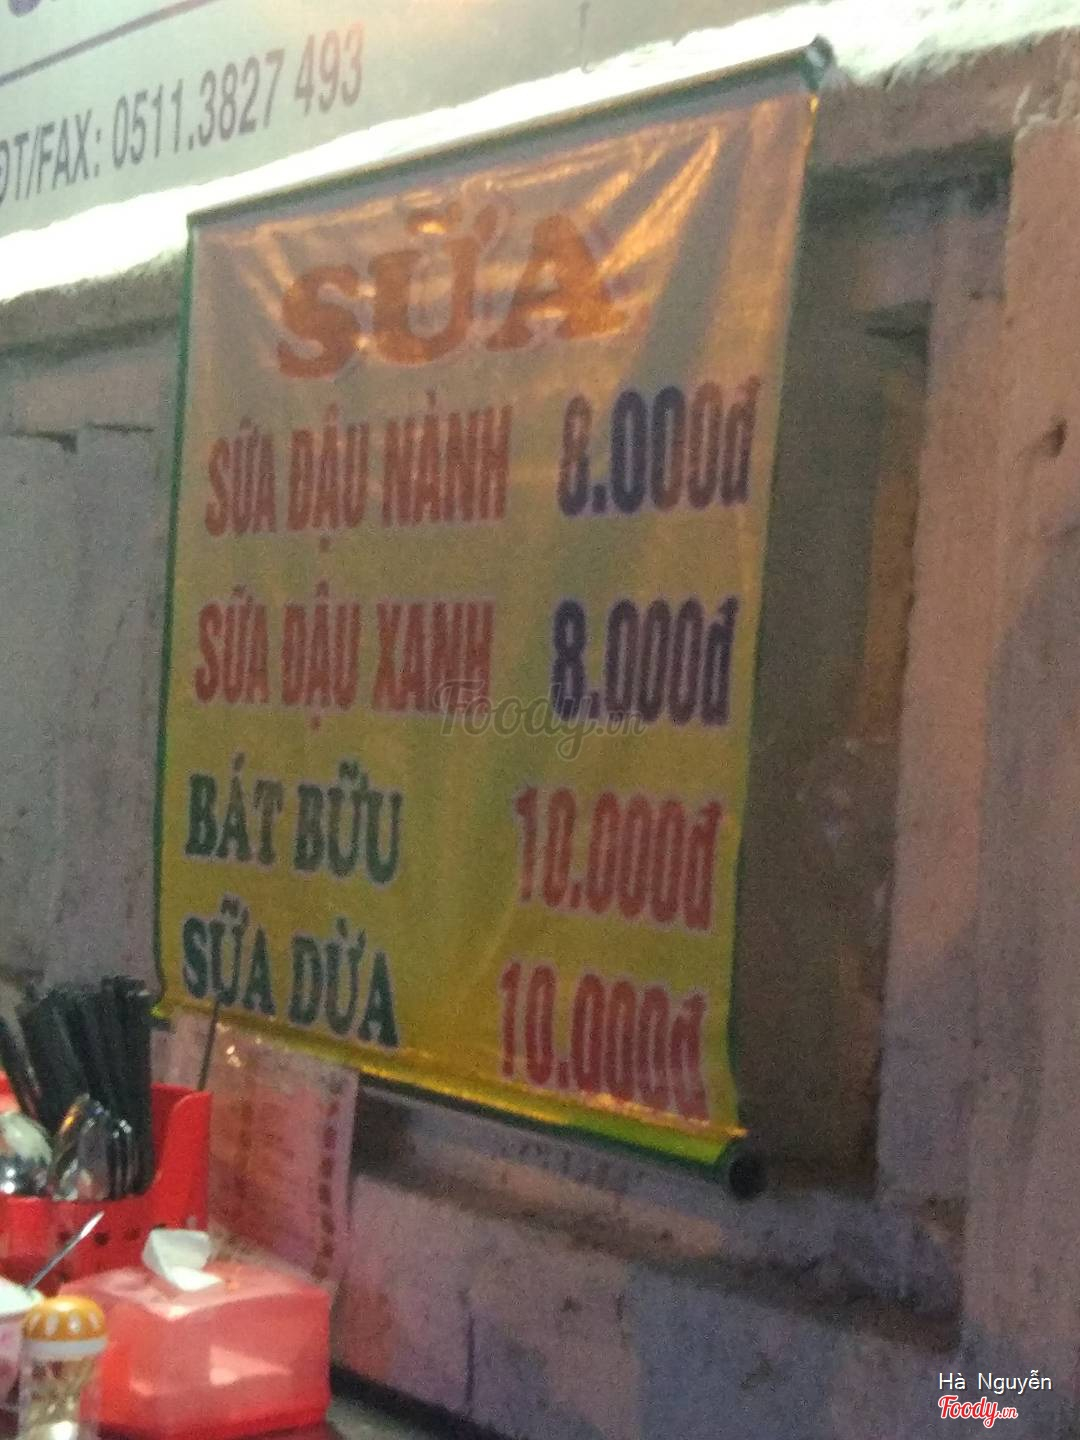 ĐT/FAX: 0511.3827 493
SỮA
SỮA ĐẬU NÀNH 8.000đ
SỮA ĐẬU XANH 8.000đ
BÁT BỮU 10.000đ
SỮA DỪA 10.000đ
Foody.vn
Hà Nguyễn
Foody.vn